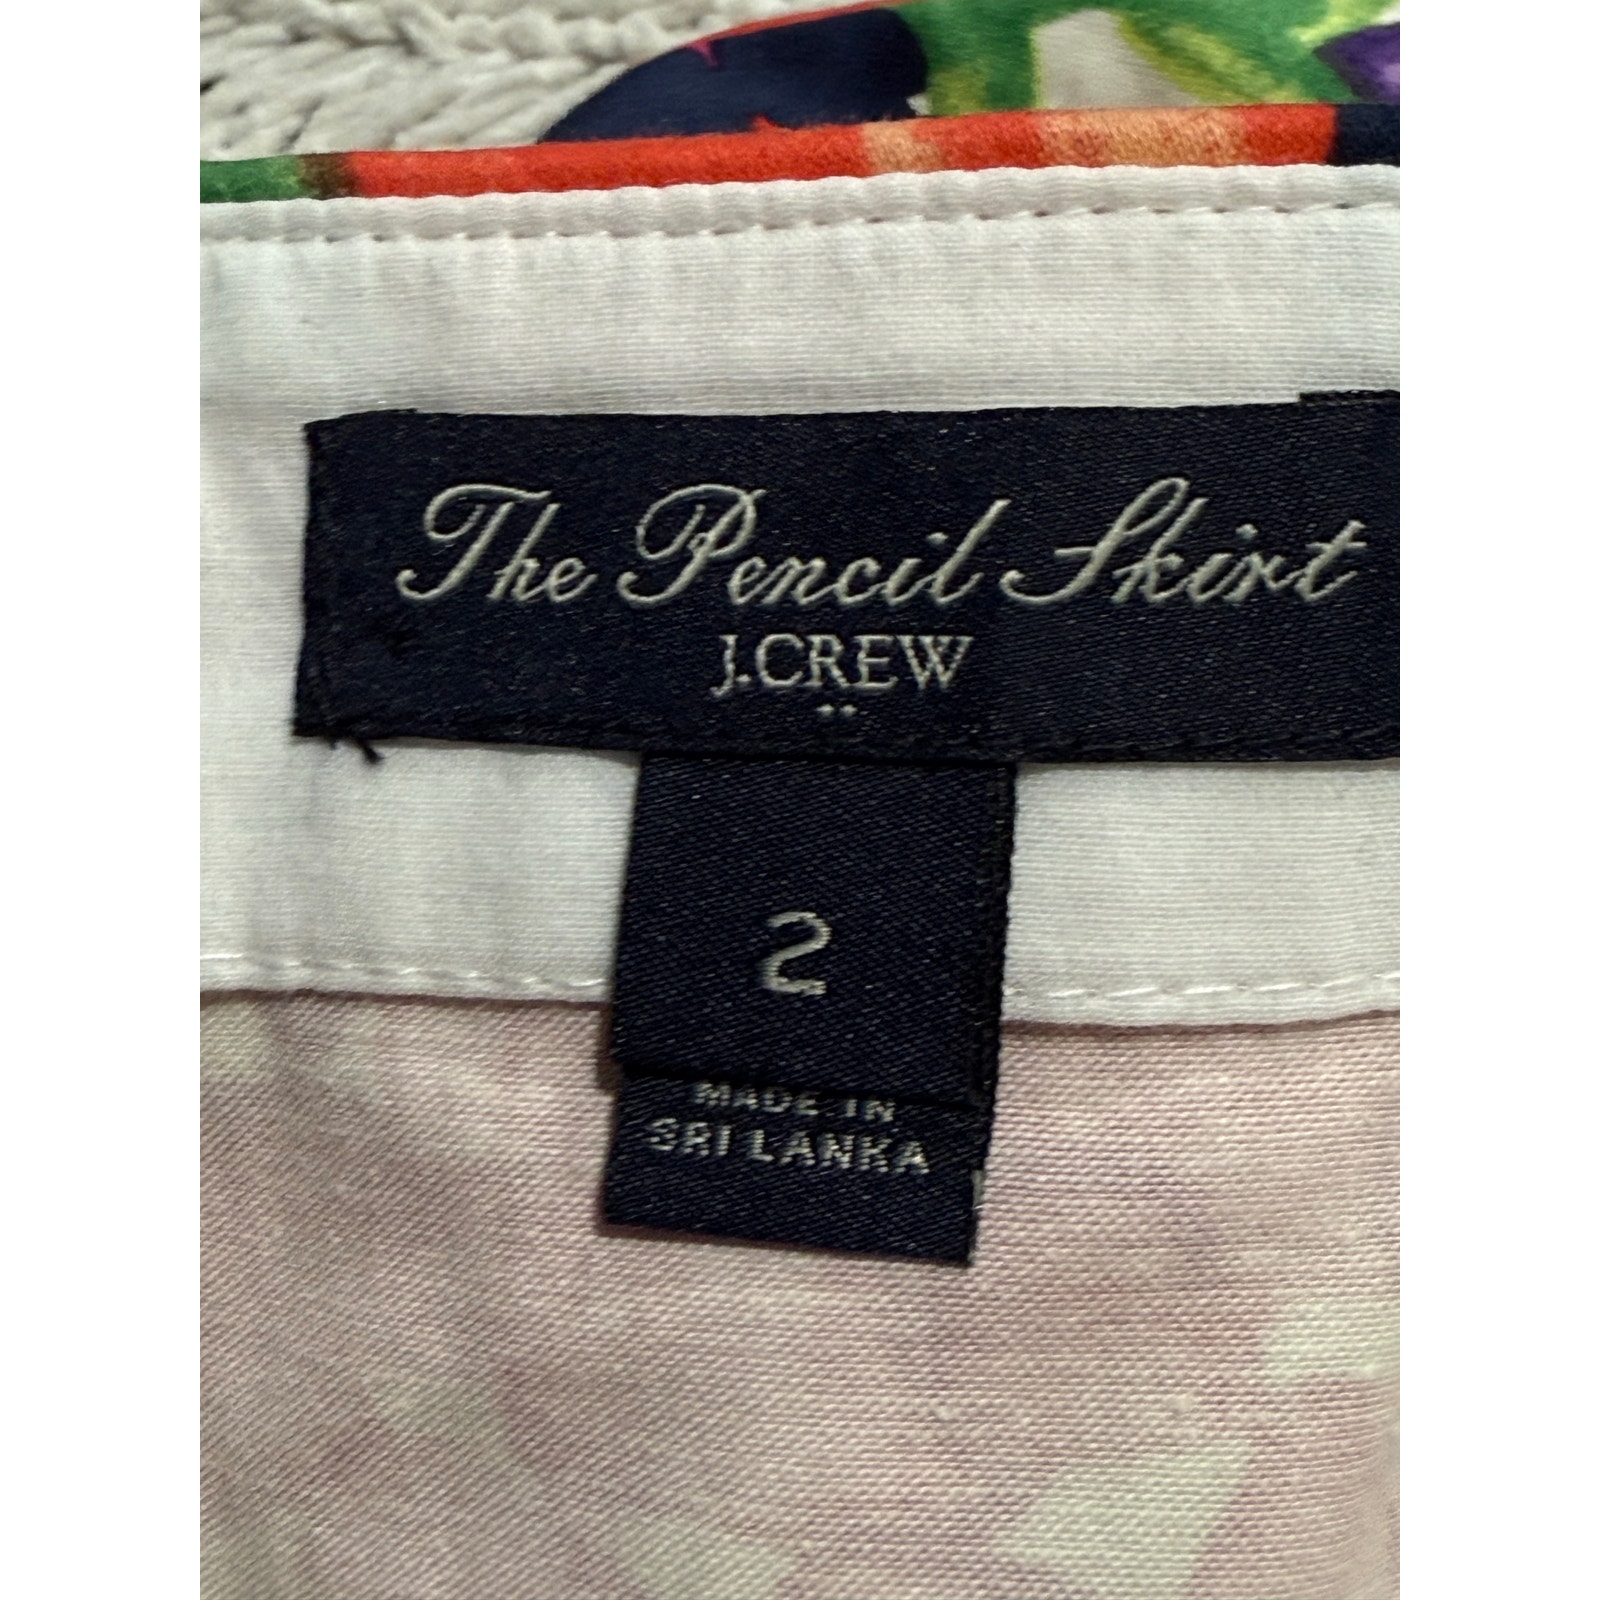 The Pencil Skirt
J.CREW
2
MADE IN
SRI LANKA